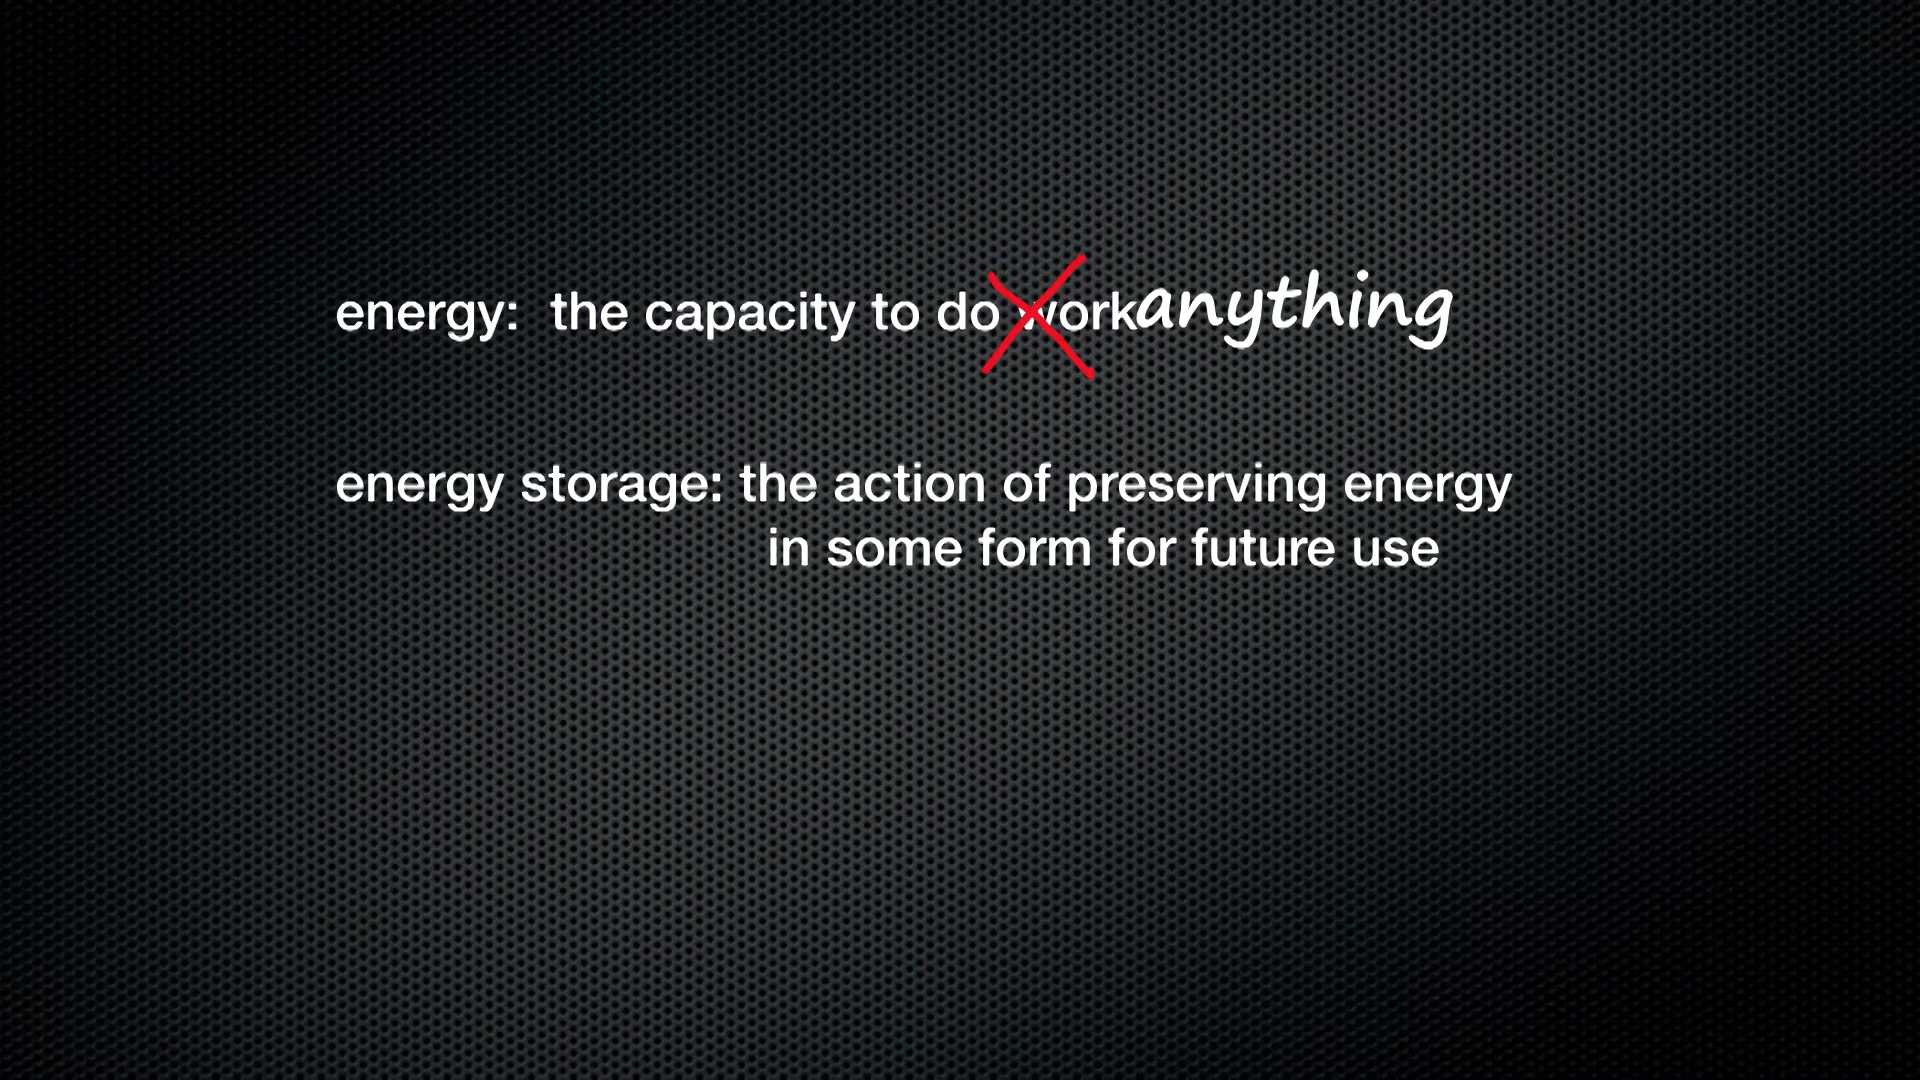 energy: the capacity to do work anything
energy storage: the action of preserving energy
in some form for future use